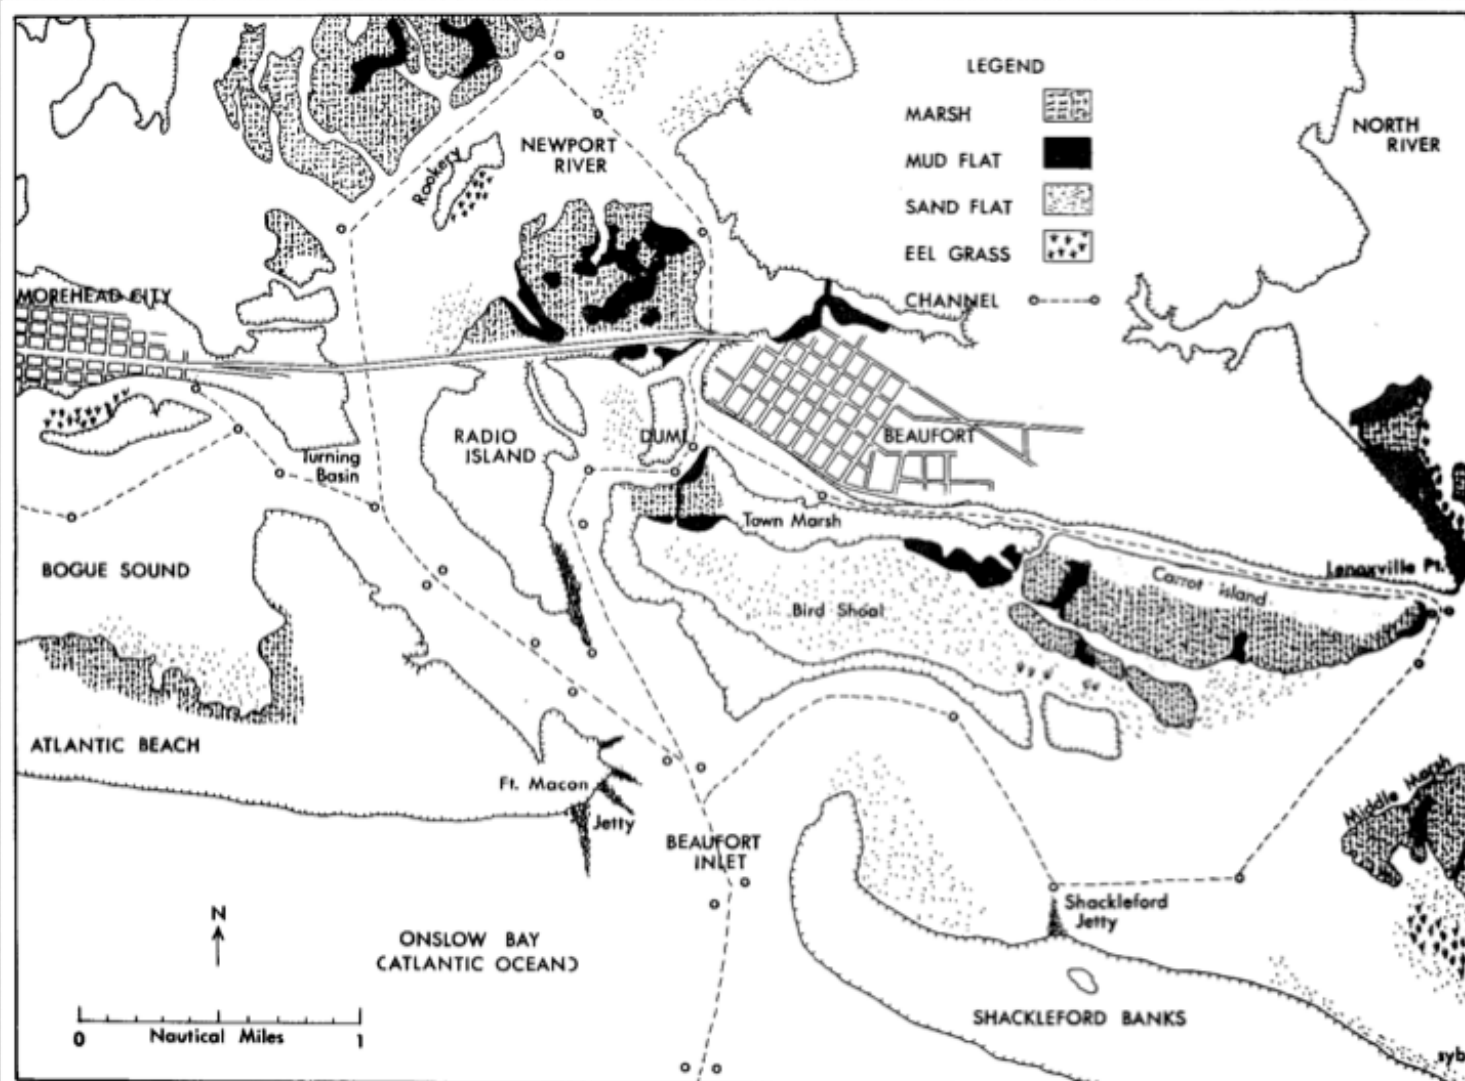 LEGEND
MARSH
MUD FLAT
SAND FLAT
EEL GRASS
CHANNEL
NORTH
RIVER
NEWPORT
RIVER
Rookery
MOREHEAD CITY
RADIO
ISLAND
BEAUFORT
Turning
Basin
Town Marsh
BOGUE SOUND
Lenoxville Pt.
Carrot Island
Bird Shoal
ATLANTIC BEACH
Ft. Macon
Jetty
Middle Marsh
BEAUFORT
INLET
Shackleford
Jetty
N
ONSLOW BAY
(ATLANTIC OCEAN)
SHACKLEFORD BANKS
0 Nautical Miles 1
syb